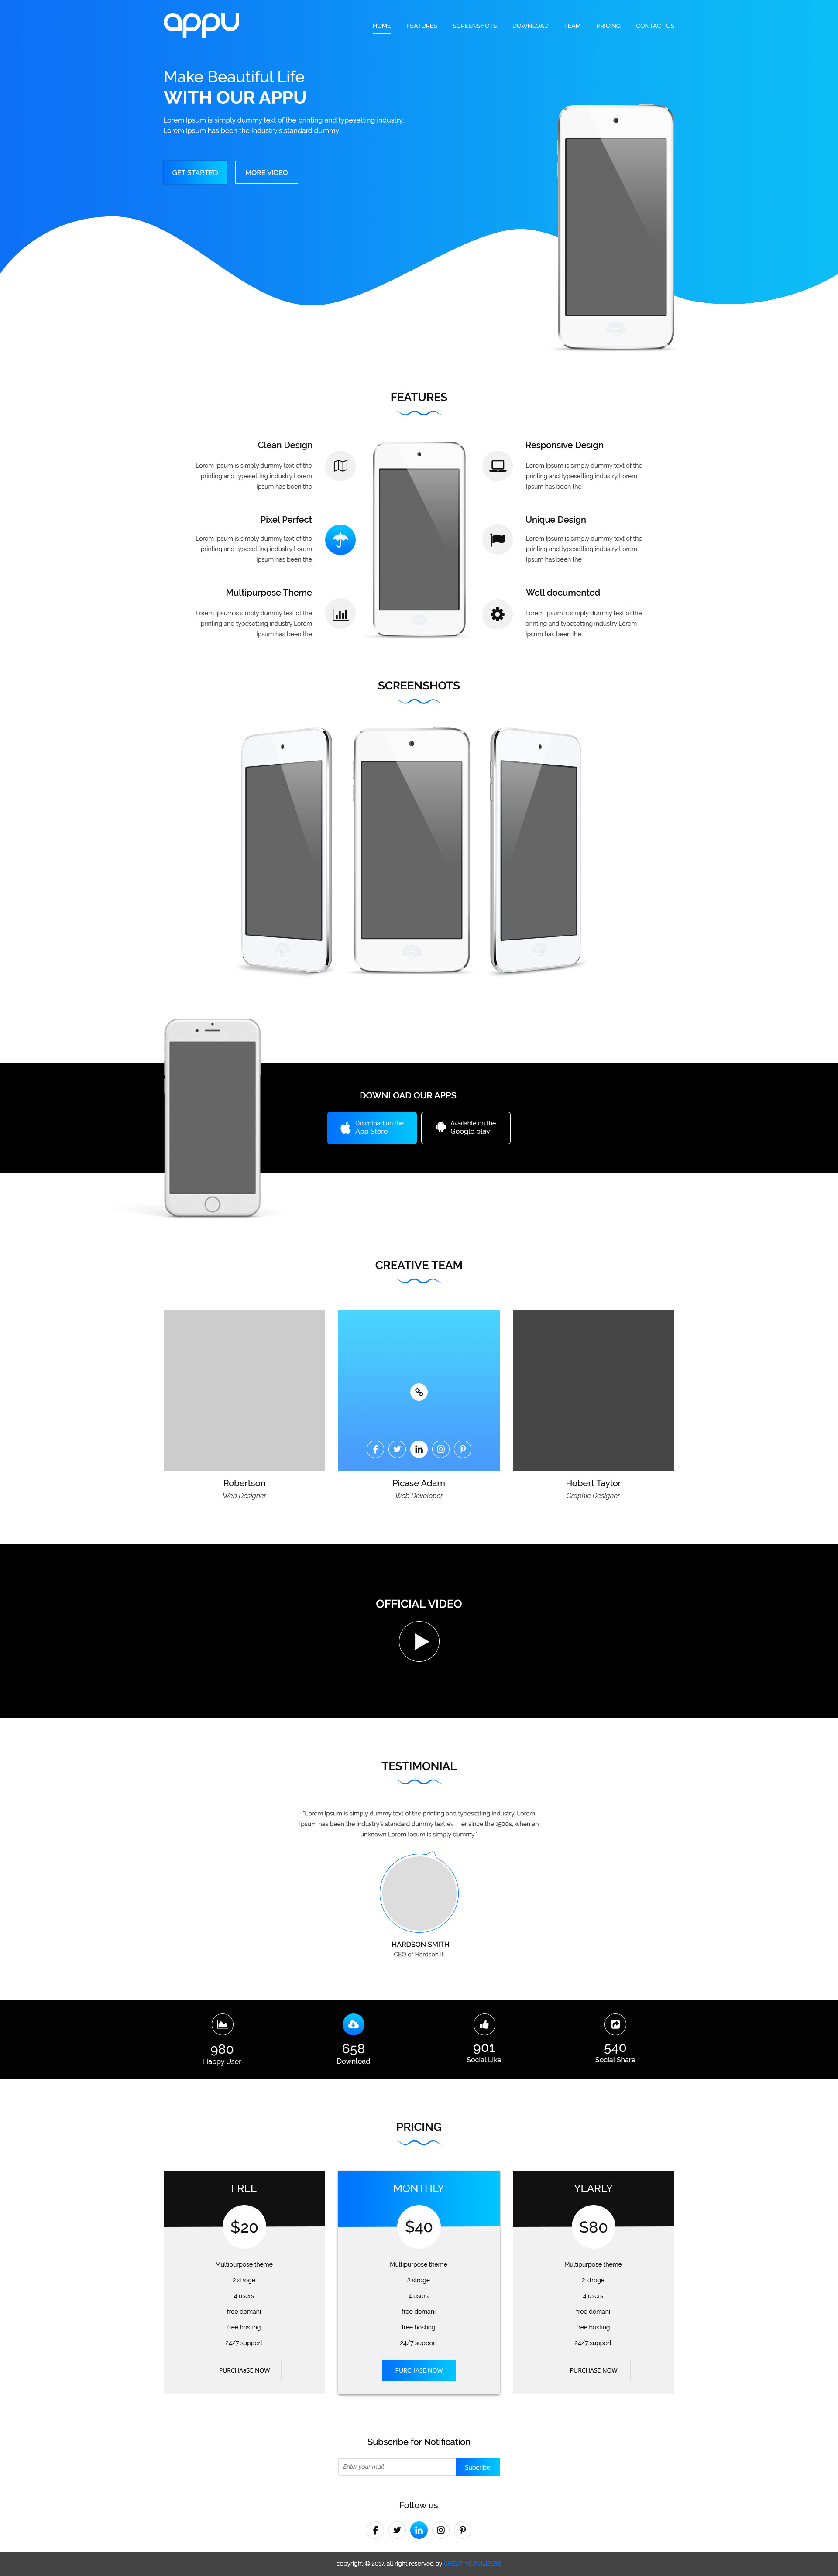 appu
HOME FEATURES SCREENSHOTS DOWNLOAD TEAM PRICING CONTACT US
Make Beautiful Life
WITH OUR APPU
Lorem Ipsum is simply dummy text of the printing and typesetting industry.
Lorem Ipsum has been the industry's standard dummy
GET STARTED MORE VIDEO
FEATURES
Clean Design
Lorem Ipsum is simply dummy text of the
printing and typesetting industry Lorem
Ipsum has been the
Pixel Perfect
Lorem Ipsum is simply dummy text of the
printing and typesetting industry Lorem
Ipsum has been the
Multipurpose Theme
Lorem Ipsum is simply dummy text of the
printing and typesetting industry Lorem
Ipsum has been the
Responsive Design
Lorem Ipsum is simply dummy text of the
printing and typesetting industry Lorem
Ipsum has been the
Unique Design
Lorem Ipsum is simply dummy text of the
printing and typesetting industry Lorem
Ipsum has been the
Well documented
Lorem Ipsum is simply dummy text of the
printing and typesetting industry Lorem
Ipsum has been the
SCREENSHOTS
DOWNLOAD OUR APPS
Download on the
App Store
Available on the
Google play
CREATIVE TEAM
Robertson
Web Designer
Picase Adam
Web Developer
Hobert Taylor
Graphic Designer
OFFICIAL VIDEO
TESTIMONIAL
"Lorem Ipsum is simply dummy text of the printing and typesetting industry. Lorem
Ipsum has been the industry's standard dummy text ev er since the 1500s, when an
unknown Lorem Ipsum is simply dummy "
HARDSON SMITH
CEO of Hardson It
980
Happy User
658
Download
901
Social Like
540
Social Share
PRICING
FREE
$20
Multipurpose theme
2 stroge
4 users
free domani
free hosting
24/7 support
PURCHAaSE NOW
MONTHLY
$40
Multipurpose theme
2 stroge
4 users
free domani
free hosting
24/7 support
PURCHASE NOW
YEARLY
$80
Multipurpose theme
2 stroge
4 users
free domani
free hosting
24/7 support
PURCHASE NOW
Subscribe for Notification
Enter your mail Subcribe
Follow us
copyright © 2017. all right reserved by CREATIVE FOLDERS.